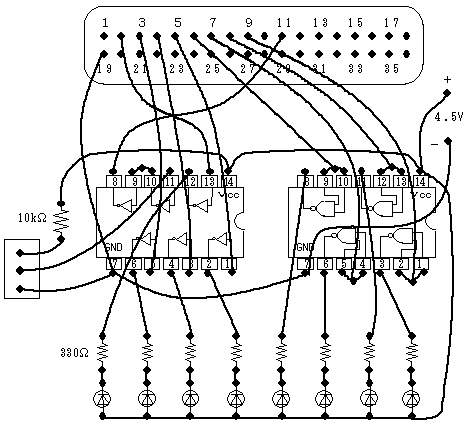 1 3 5 7 9 11 13 15 17
19 21 23 25 27 29 31 33 35
+
4.5V
−
8 9 10 11 12 13 14
8 9 10 11 12 13 14
Vcc
Vcc
10kΩ
GND
GND
7 6 5 4 3 2 1
7 6 5 4 3 2 1
330Ω